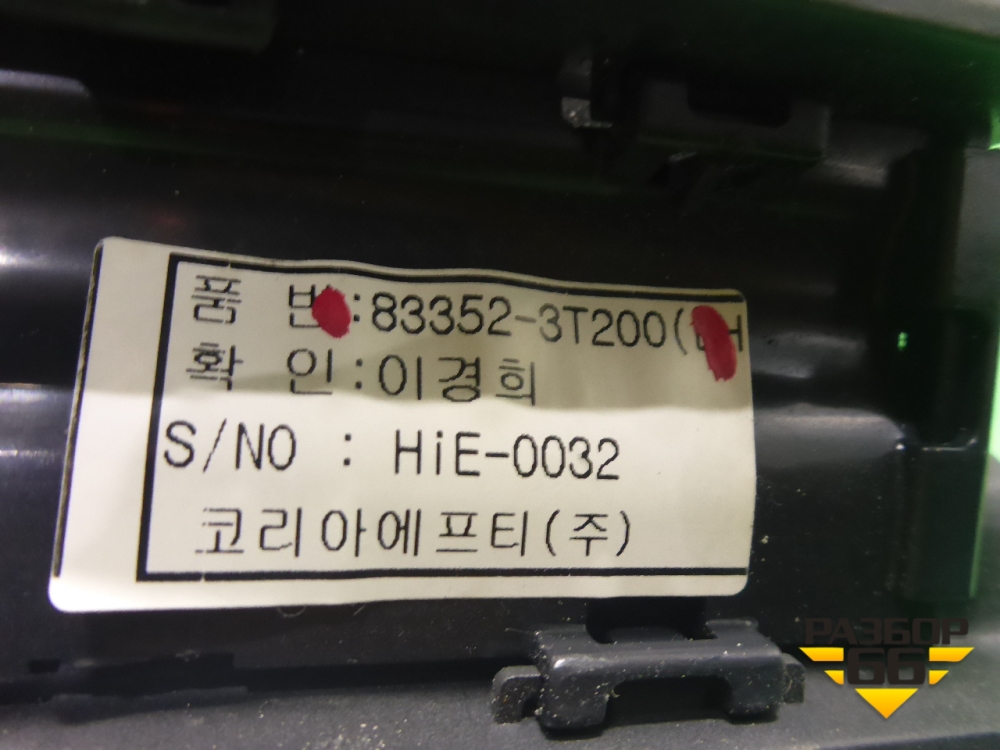 품 번:83352-3T200(LH
확 인:이경희
S/NO : HiE-0032
코리아에프티(주)
РАЗБОР
66